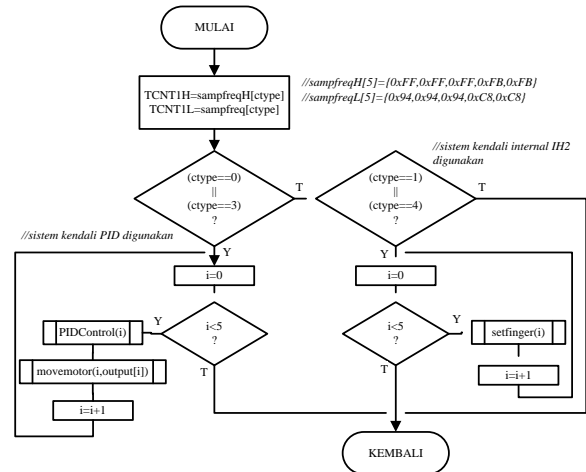 MULAI
TCNT1H=sampfreqH[ctype]
TCNT1L=sampfreq[ctype]
//sampfreqH[5]={0xFF,0xFF,0xFF,0xFB,0xFB}
//sampfreqL[5]={0x94,0x94,0x94,0xC8,0xC8}
//sistem kendali internal IH2
digunakan
(ctype==0)
||
(ctype==3)
?
T
(ctype==1)
||
(ctype==4)
?
T
//sistem kendali PID digunakan
Y
Y
i=0
i=0
i<5
?
Y
T
PIDControl(i)
movemotor(i,output[i])
i=i+1
i<5
?
Y
T
setfinger(i)
i=i+1
KEMBALI